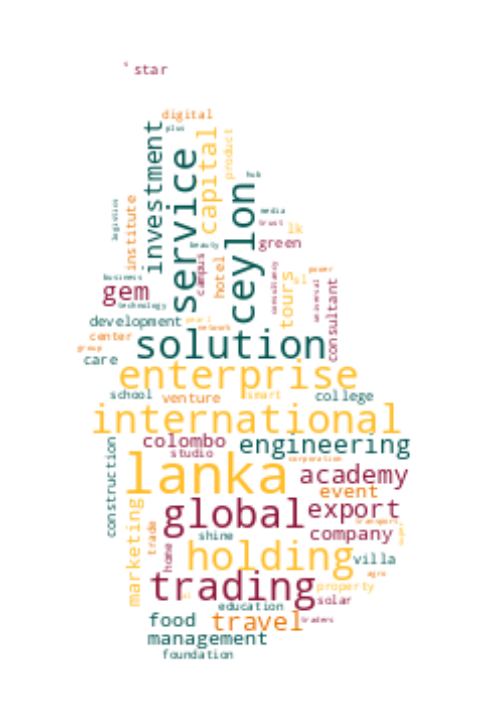 star
digital
plus
investment
service
capital
product
ceylon
hub
media
trust
lk
green
logistics
institute
beauty
campus
hotel
consultancy
tours
power
universal
consultant
business
technology
gem
development
pearl
network
center
group
care
solution
enterprise
school
venture
smart
college
international
colombo
studio
engineering
corporation
construction
lanka
academy
event
marketing
trade
global
export
transport
shine
company
home
holding
villa
agro
trading
property
education
solar
food
travel
traders
management
foundation